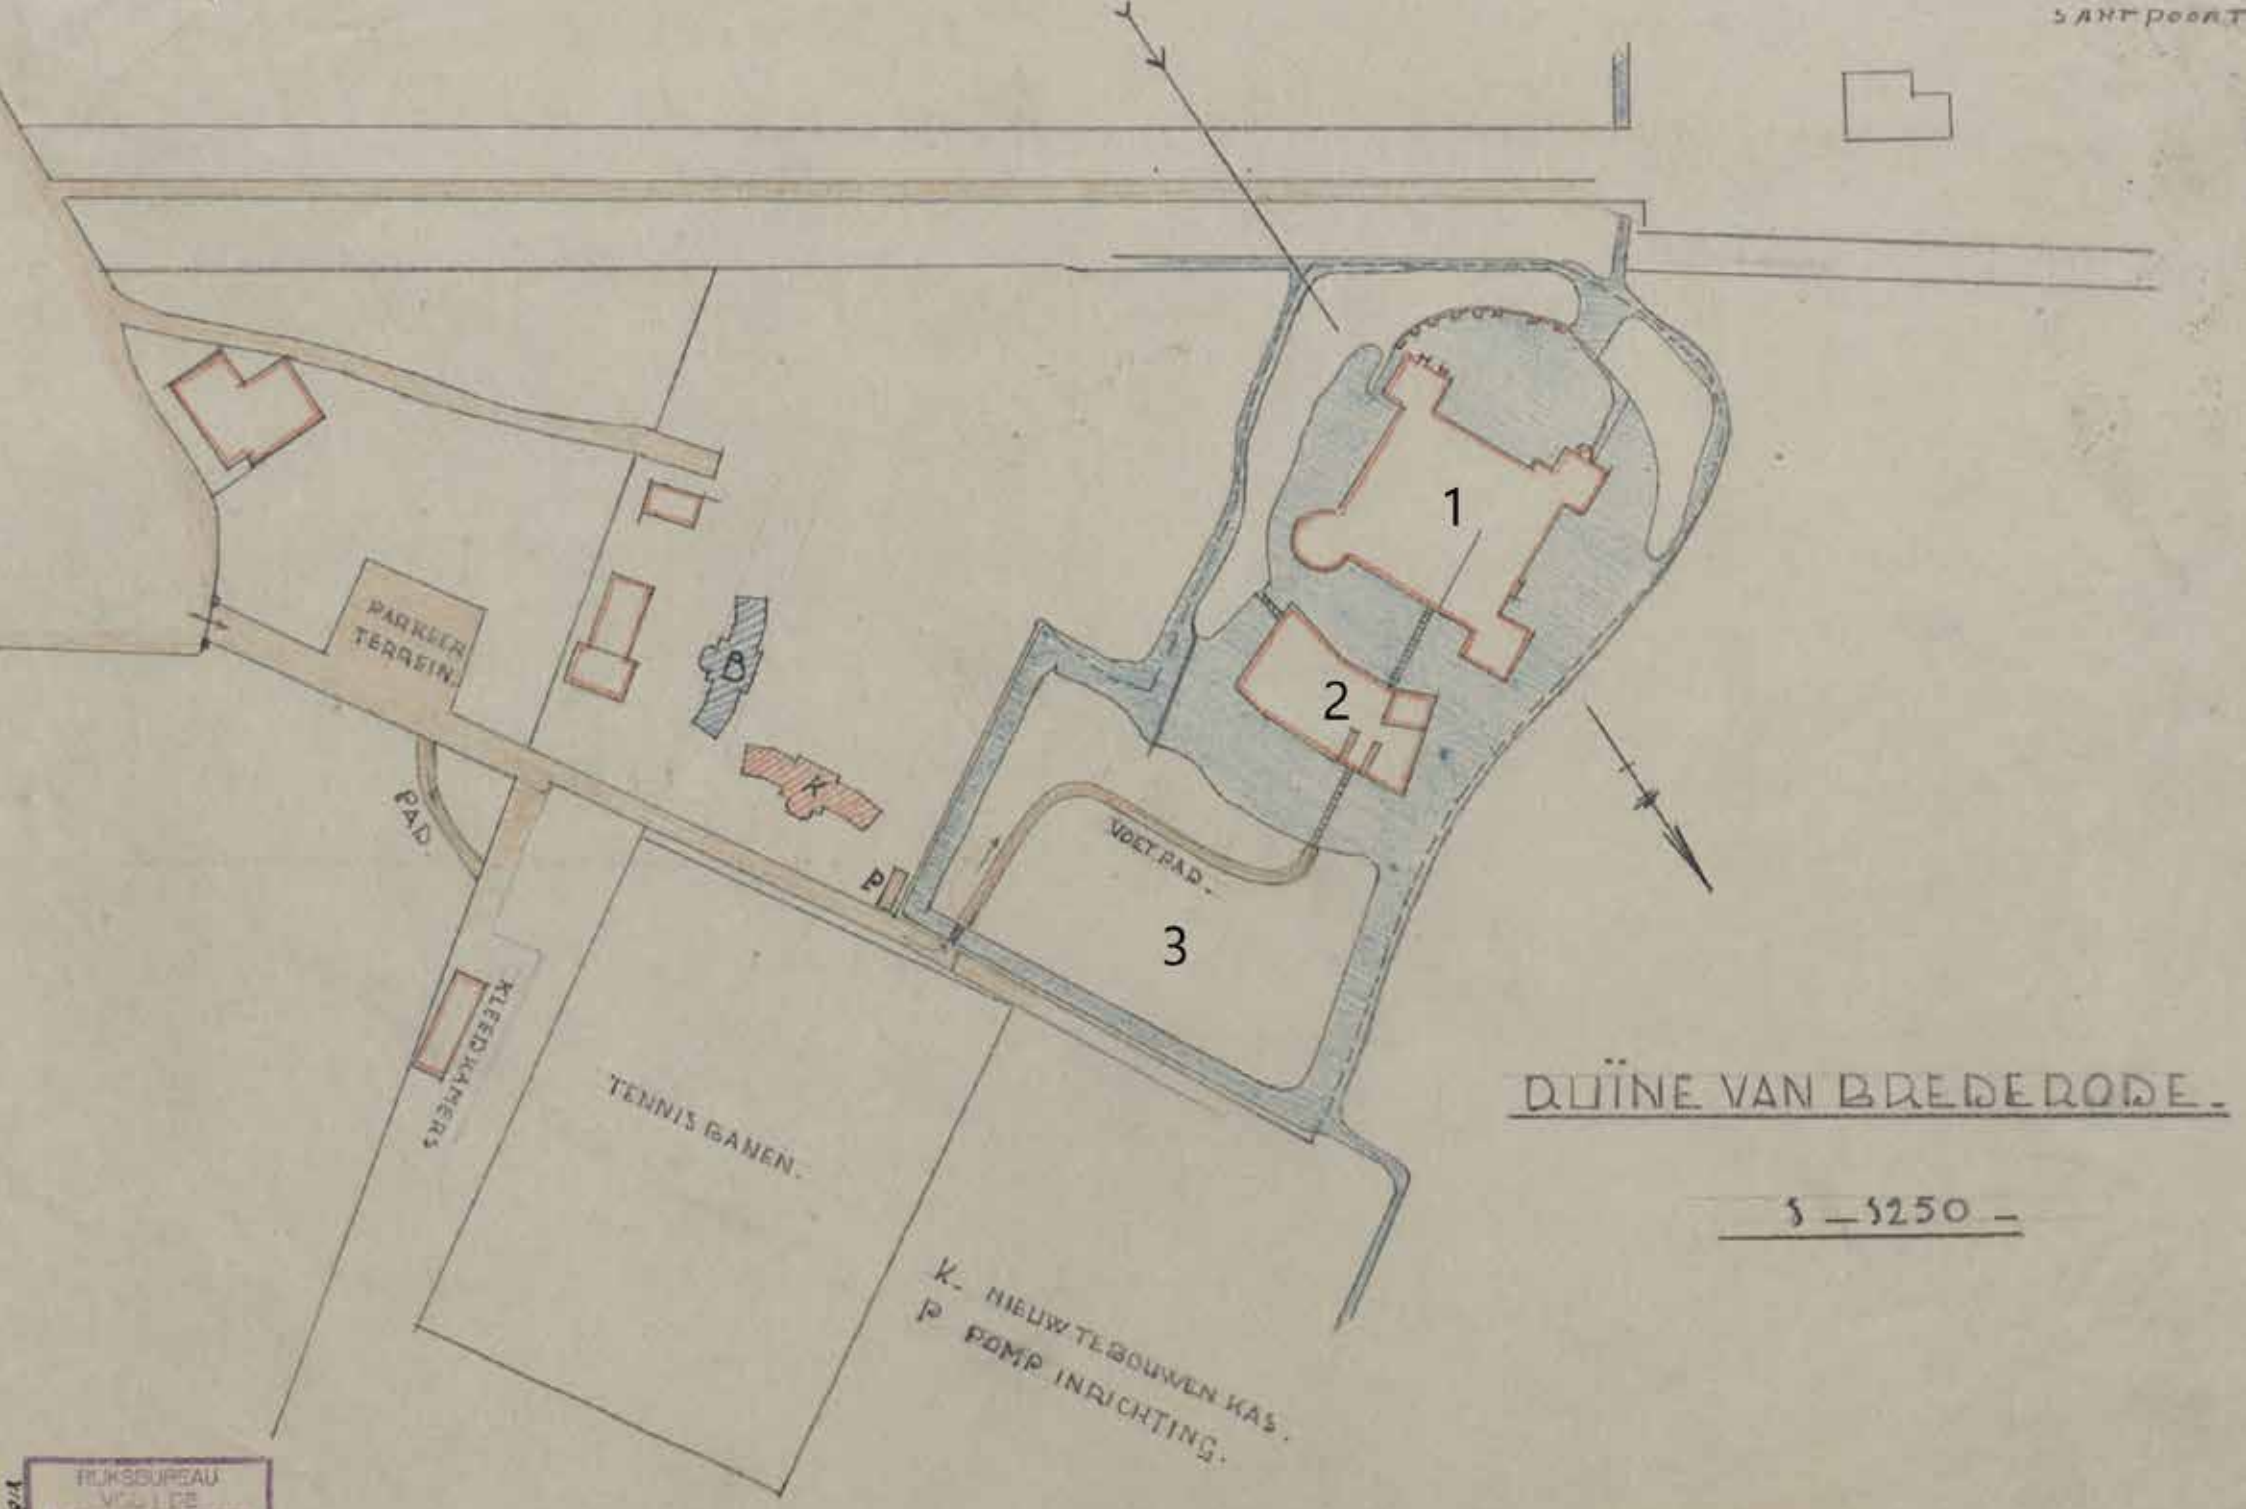 SANTPOORT
1
PARKEER
TERREIN.
B
2
K
PAD.
VOETPAD.
P
3
KLEEDKAMERS
TENNISBANEN.
RUÏNE VAN BREDERODE.
1 - 1250 -
K. NIEUW TE BOUWEN KAS.
P POMP INRICHTING.
RIJKSBUREAU